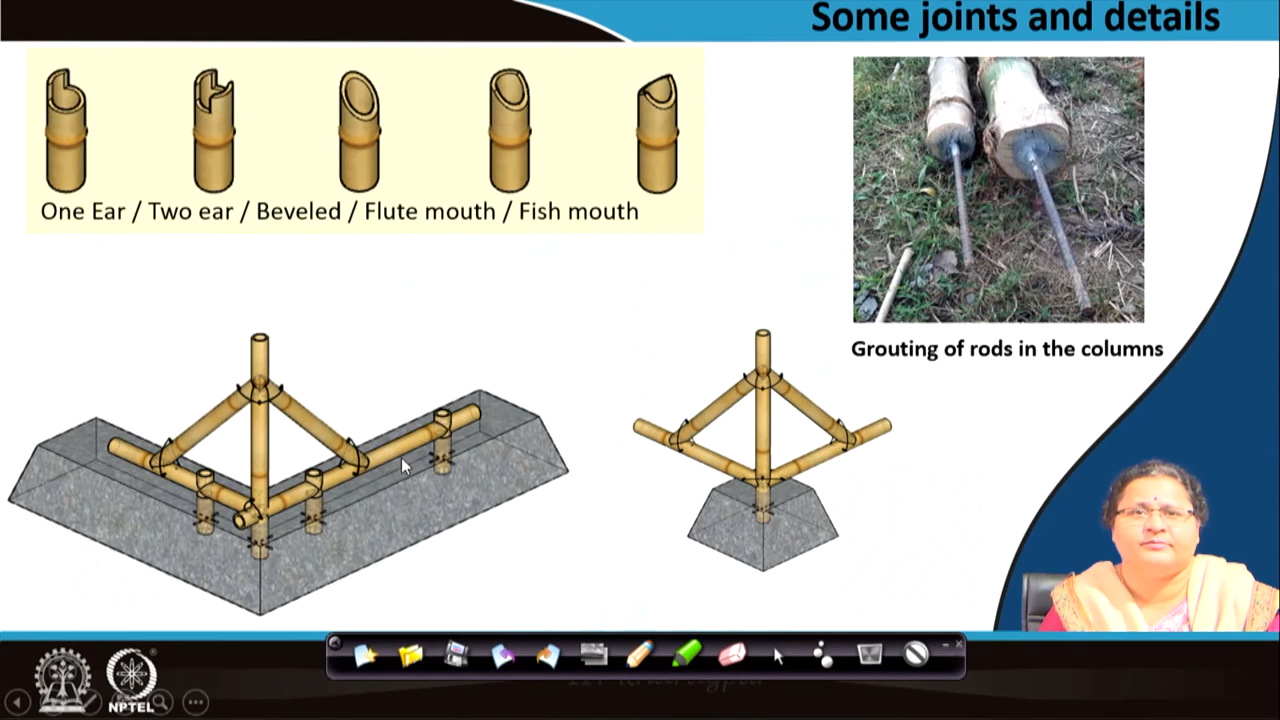 Some joints and details
One Ear / Two ear / Beveled / Flute mouth / Fish mouth
Grouting of rods in the columns
NPTEL